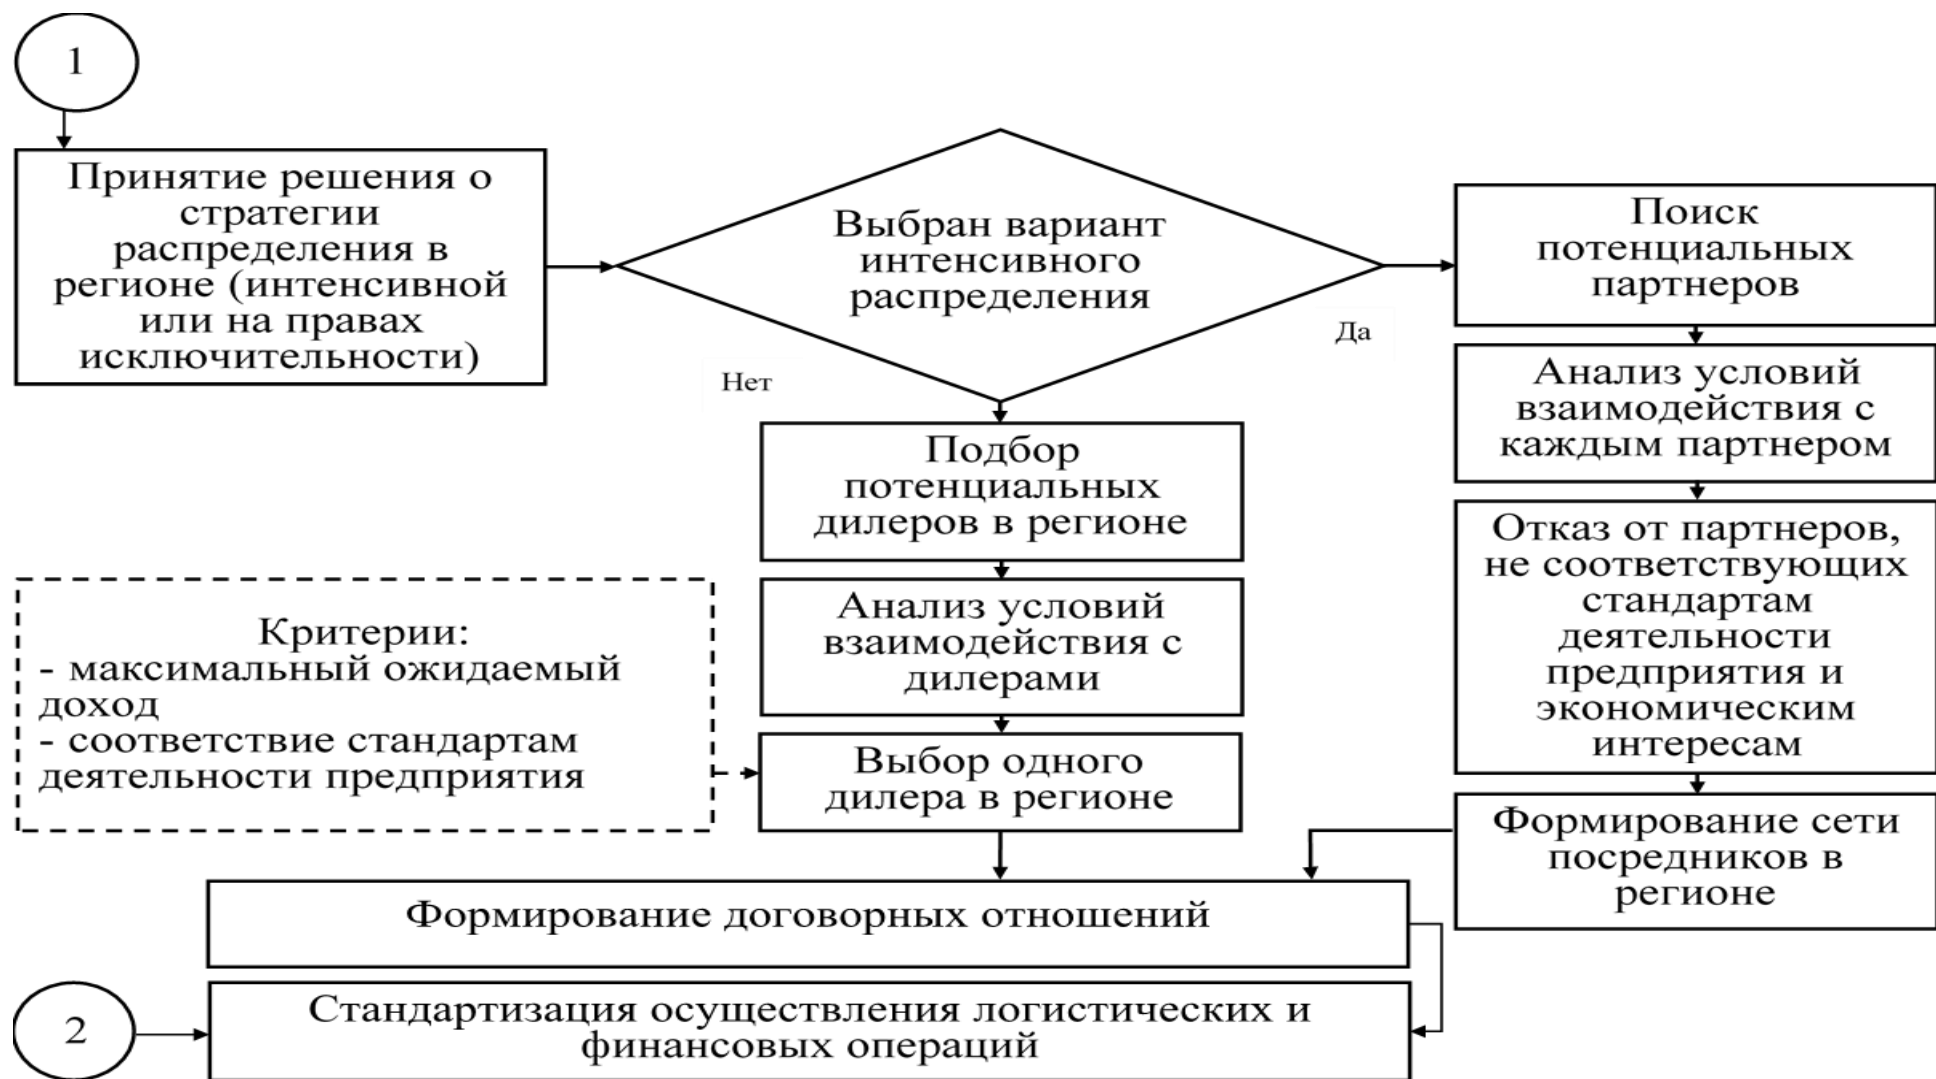 1
Принятие решения о
стратегии
распределения в
регионе (интенсивной
или на правах
исключительности)
Выбран вариант
интенсивного
распределения
Да
Нет
Поиск
потенциальных
партнеров
Анализ условий
взаимодействия с
каждым партнером
Отказ от партнеров,
не соответствующих
стандартам
деятельности
предприятия и
экономическим
интересам
Формирование сети
посредников в
регионе
Подбор
потенциальных
дилеров в регионе
Анализ условий
взаимодействия с
дилерами
Критерии:
- максимальный ожидаемый
доход
- соответствие стандартам
деятельности предприятия
Выбор одного
дилера в регионе
Формирование договорных отношений
2
Стандартизация осуществления логистических и
финансовых операций